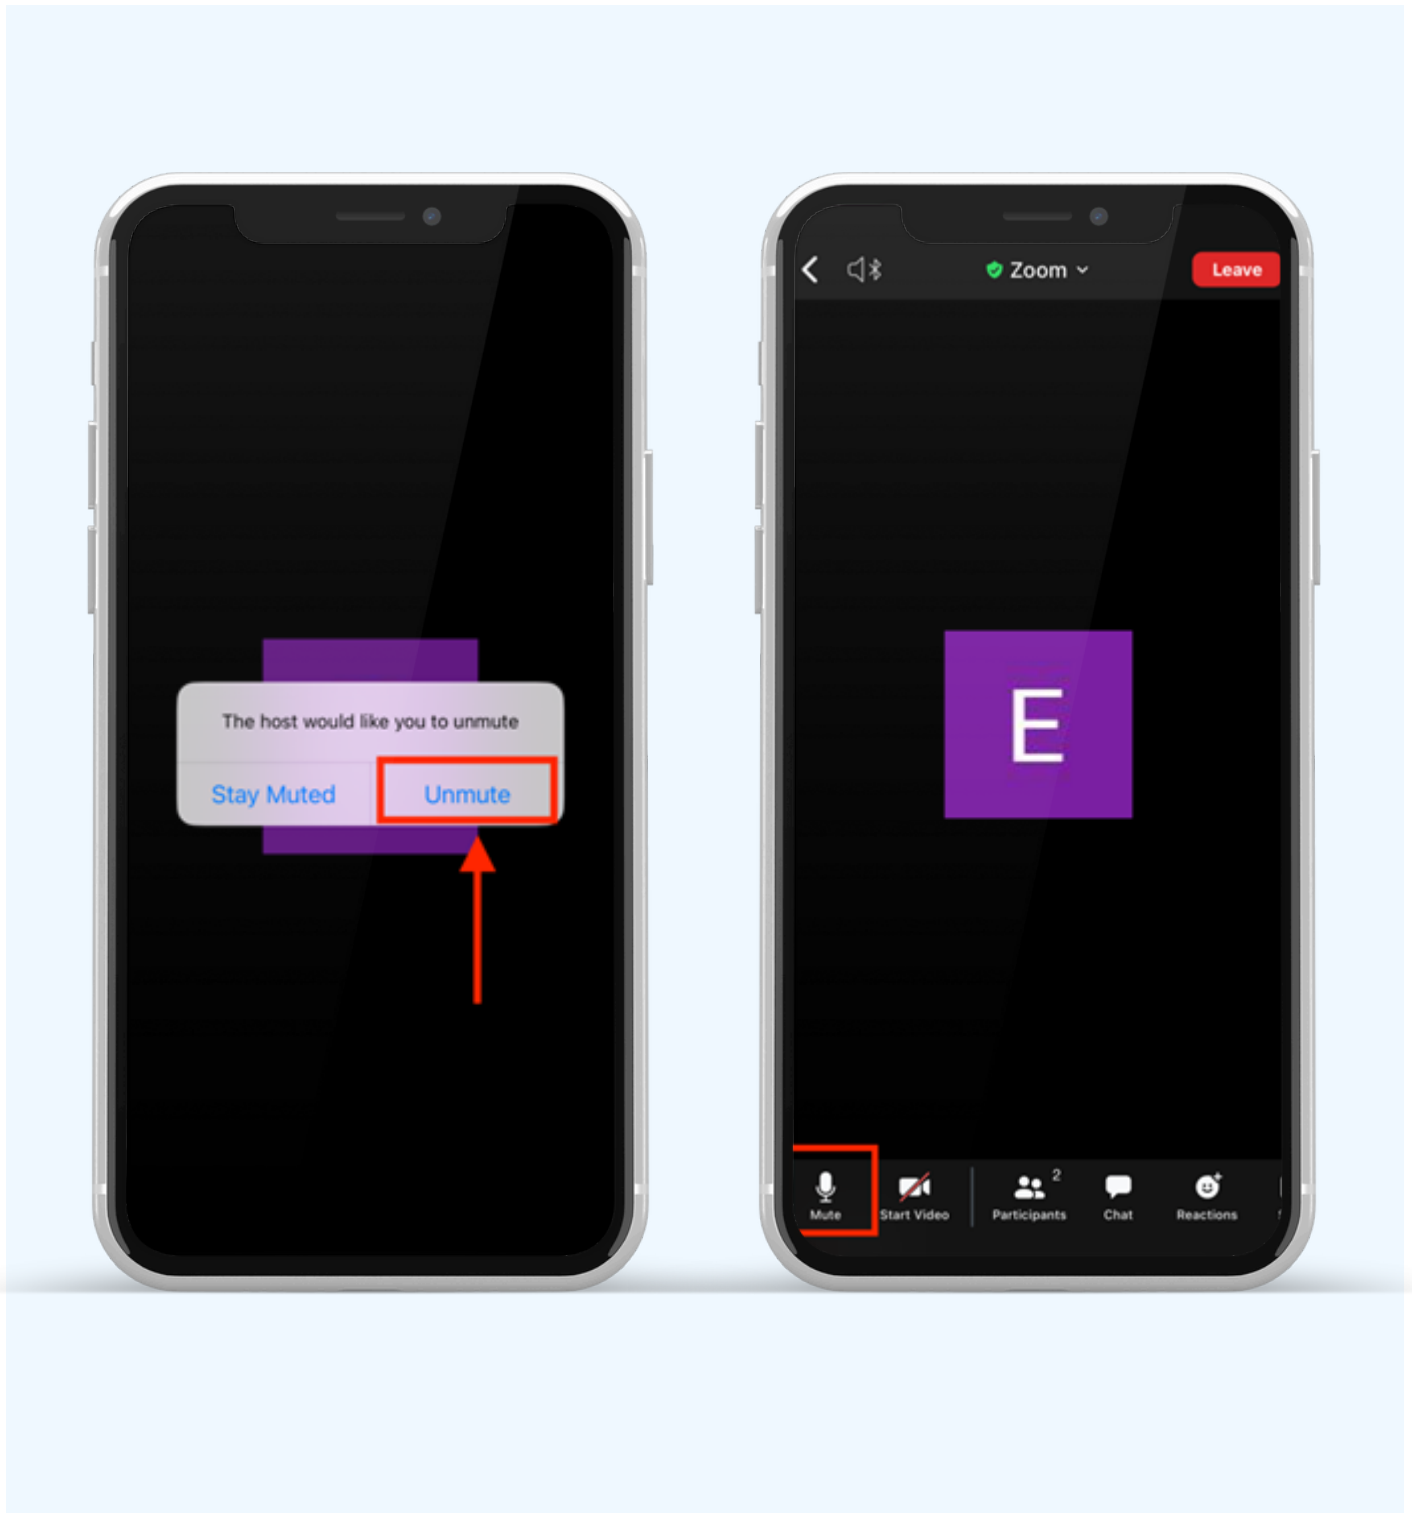 The host would like you to unmute
Stay Muted Unmute
Zoom Leave
E
2
Mute Start Video Participants Chat Reactions